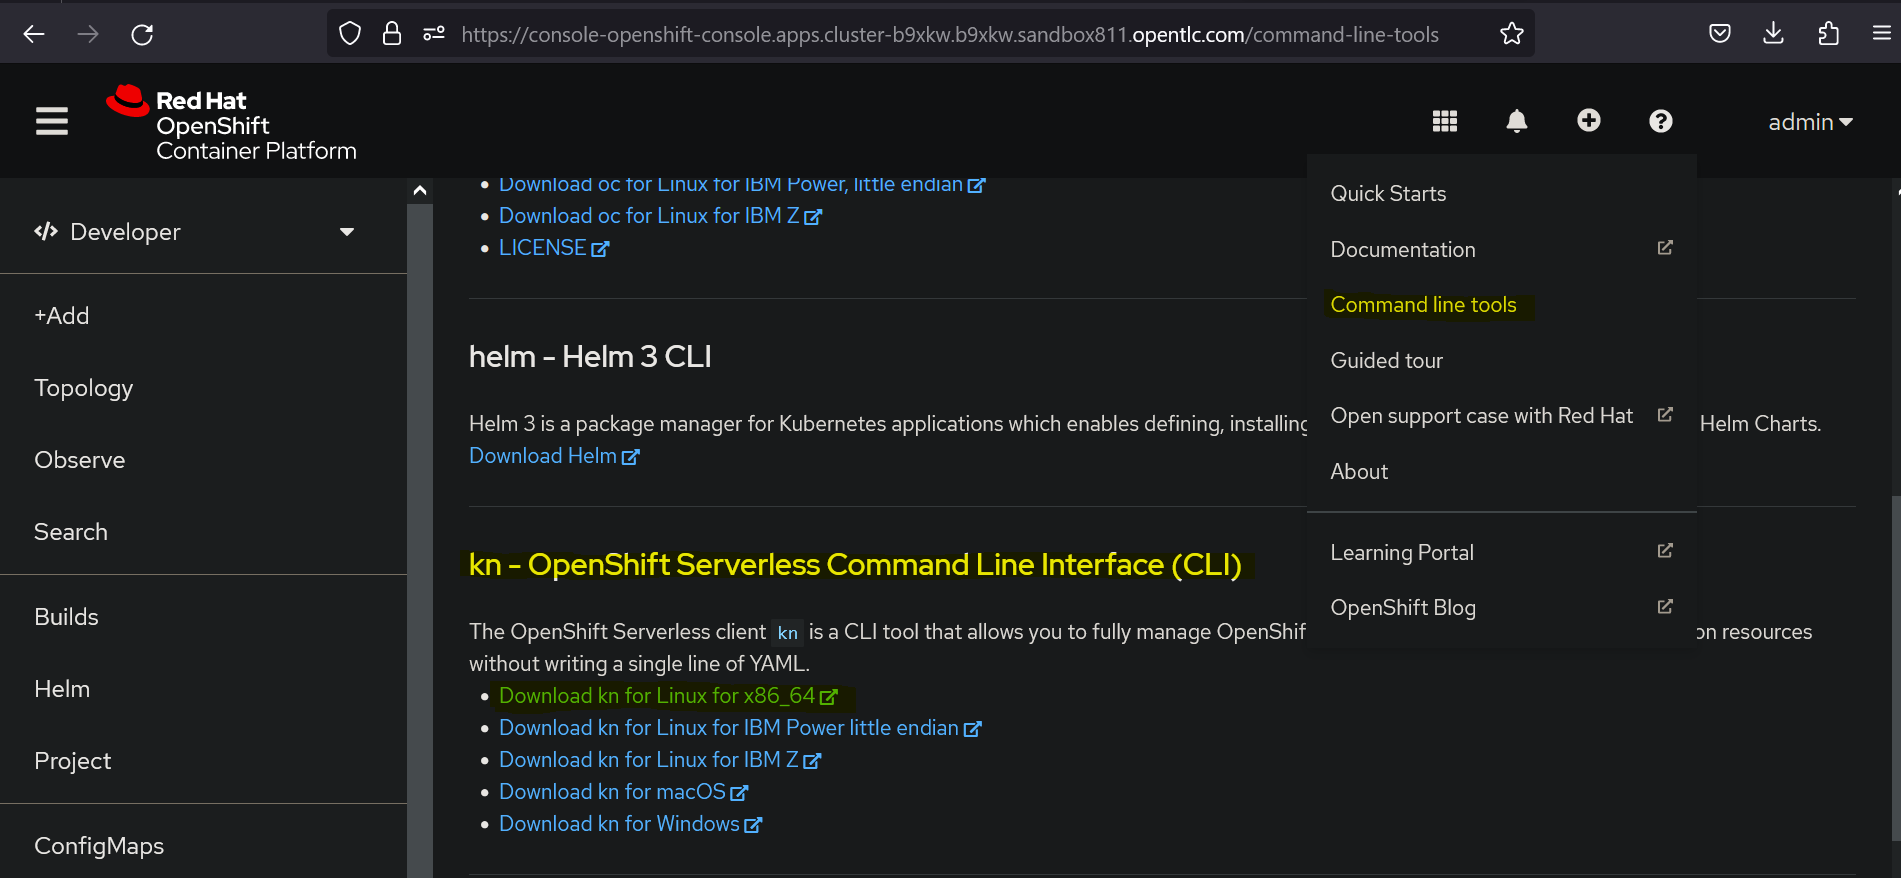 https://console-openshift-console.apps.cluster-b9xkw.b9xkw.sandbox811.opentlc.com/command-line-tools
Red Hat
OpenShift
Container Platform
admin
Developer
+Add
Topology
Observe
Search
Builds
Helm
Project
ConfigMaps
Download oc for Linux for IBM Power, little endian
Download oc for Linux for IBM Z
LICENSE
helm - Helm 3 CLI
Helm 3 is a package manager for Kubernetes applications which enables defining, installing Helm Charts.
Download Helm
kn - OpenShift Serverless Command Line Interface (CLI)
The OpenShift Serverless client kn is a CLI tool that allows you to fully manage OpenShif on resources
without writing a single line of YAML.
Download kn for Linux for x86_64
Download kn for Linux for IBM Power little endian
Download kn for Linux for IBM Z
Download kn for macOS
Download kn for Windows
Quick Starts
Documentation
Command line tools
Guided tour
Open support case with Red Hat
About
Learning Portal
OpenShift Blog